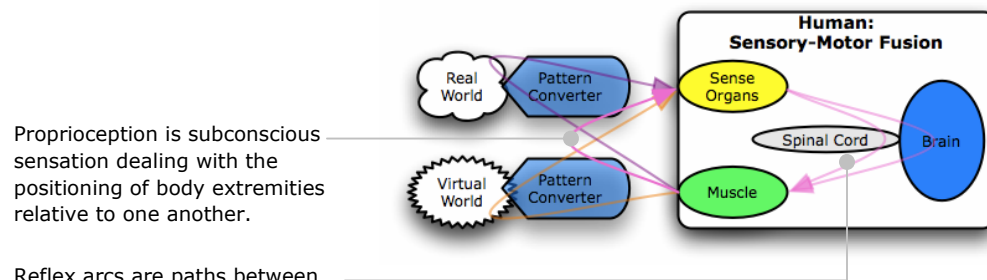 Human:
Sensory-Motor Fusion
Real
World
Pattern
Converter
Sense
Organs
Proprioception is subconscious
sensation dealing with the
positioning of body extremities
relative to one another.
Spinal Cord
Brain
Virtual
World
Pattern
Converter
Muscle
Reflex arcs are paths between